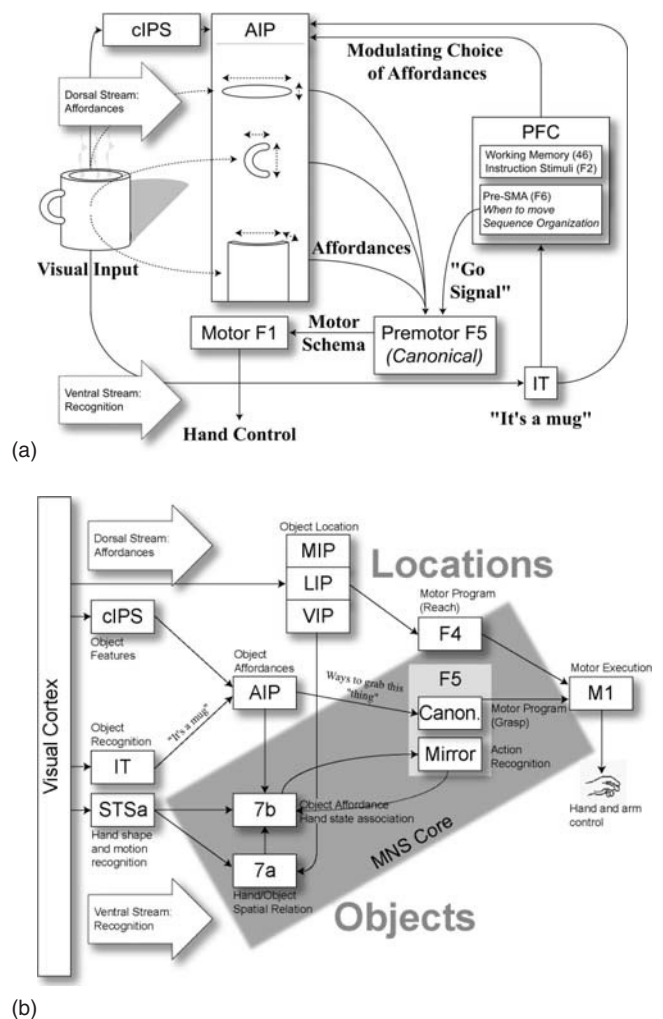 cIPS
AIP
Modulating Choice
of Affordances
Dorsal Stream:
Affordances
PFC
Working Memory (46)
Instruction Stimuli (F2)
Pre-SMA (F6)
When to move
Sequence Organization
Visual Input
Affordances
"Go
Signal"
Motor F1
Motor
Schema
Premotor F5
(Canonical)
Ventral Stream:
Recognition
IT
Hand Control
"It's a mug"
(a)
Visual Cortex
Dorsal Stream:
Affordances
Object Location
MIP
LIP
VIP
Locations
Motor Program
(Reach)
F4
cIPS
Object
Features
Object
Affordances
AIP
Ways to grab this
"thing"
F5
Canon.
Motor Program
(Grasp)
Motor Execution
M1
Object
Recognition
IT
"It's a mug"
Mirror
Action
Recognition
STSa
Hand shape
and motion
recognition
7b
Object Affordance
Hand state association
Hand and arm
control
7a
Hand/Object
Spatial Relation
MNS Core
Ventral Stream:
Recognition
Objects
(b)